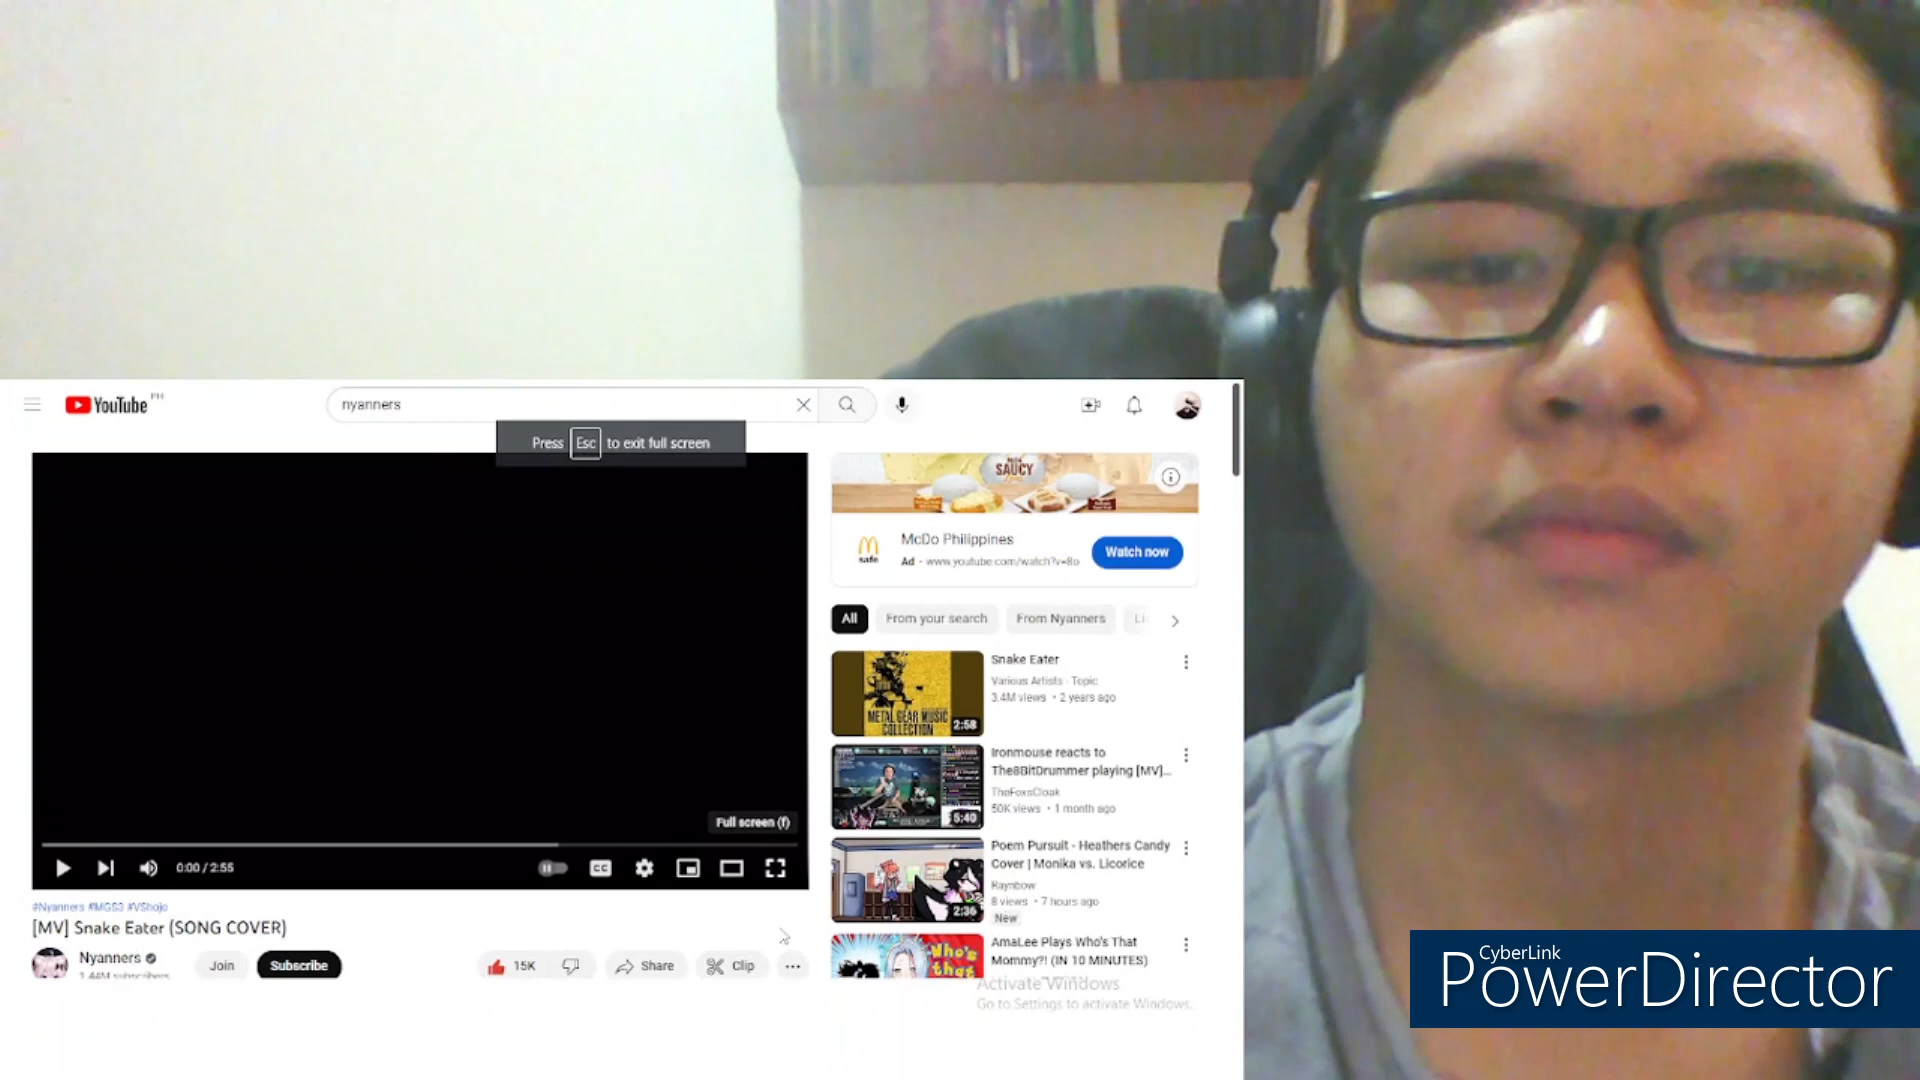 YouTube PH
nyanners
Press Esc to exit full screen
SAUCY
McDo Philippines
Ad · www.youtube.com/watch?v=8o
Watch now
safe
All
From your search
From Nyanners
Li
METAL GEAR MUSIC
COLLECTION
2:58
Snake Eater
Various Artists - Topic
3.4M views • 2 years ago
5:40
Ironmouse reacts to
The8BitDrummer playing [MV]...
TheFoxsCloak
50K views • 1 month ago
2:36
Poem Pursuit - Heathers Candy
Cover | Monika vs. Licorice
Raynbow
8 views • 7 hours ago
New
Who's
that
AmaLee Plays Who's That
Mommy?! (IN 10 MINUTES)
Full screen (f)
0:00 / 2:55
CC
#Nyanners #MGS3 #VShojo
[MV] Snake Eater (SONG COVER)
Nyanners
1.44M subscribers
Join
Subscribe
15K
Share
Clip
Activate Windows
Go to Settings to activate Windows.
CyberLink
PowerDirector